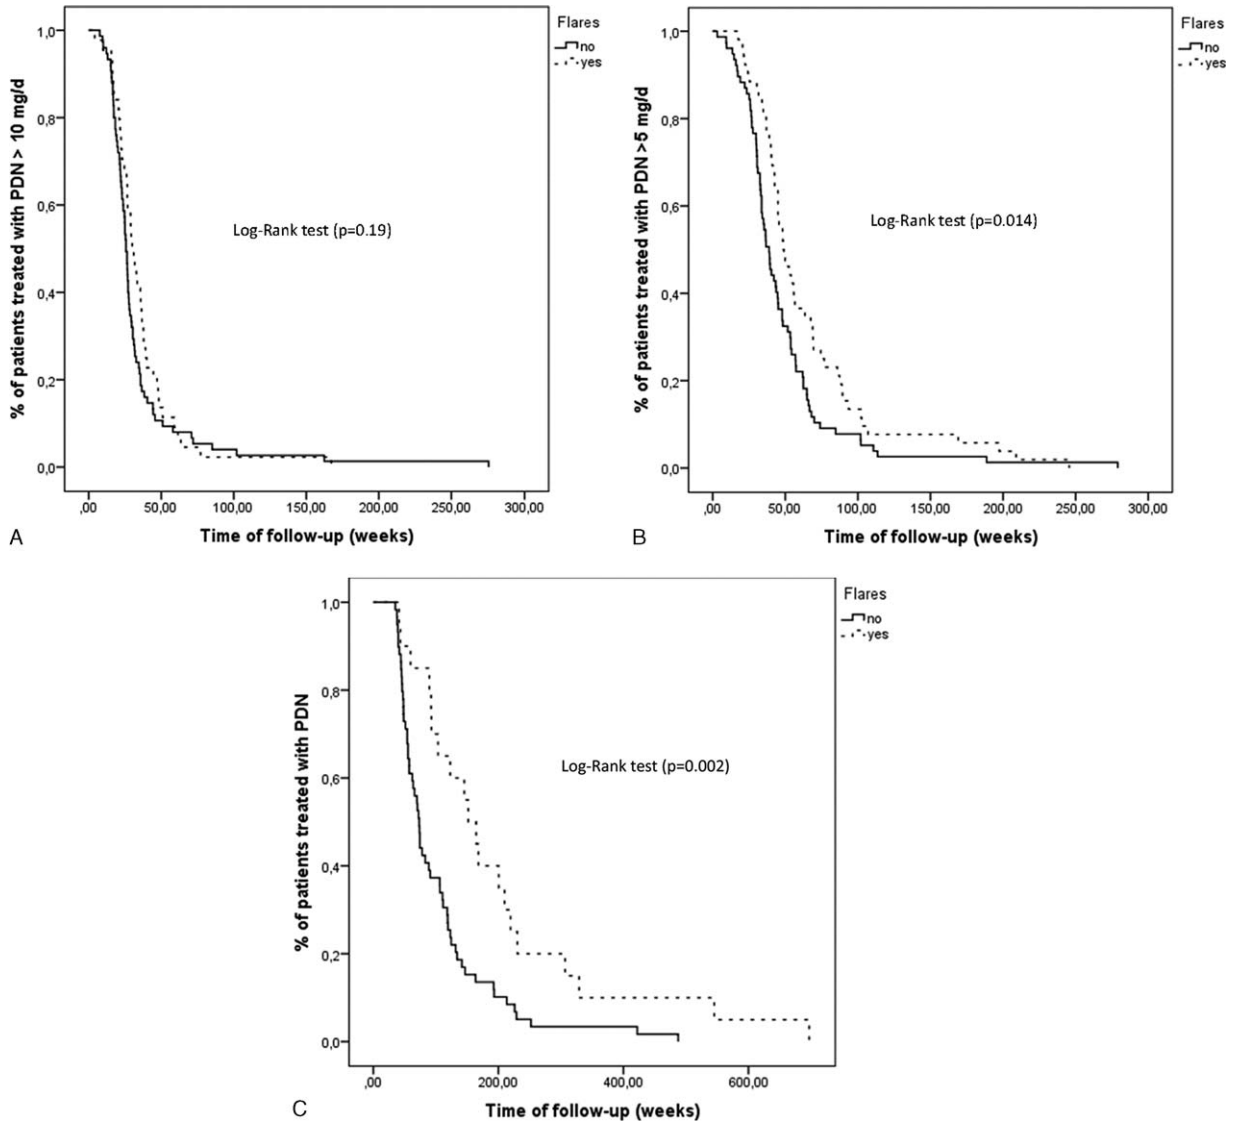 Flares
no
yes
% of patients treated with PDN > 10 mg/d
1,0
0,8
0,6
0,4
0,2
0,0
Log-Rank test (p=0.19)
,00 50,00 100,00 150,00 200,00 250,00 300,00
Time of follow-up (weeks)
A
Flares
no
yes
% of patients treated with PDN >5 mg/d
1,0
0,8
0,6
0,4
0,2
0,0
Log-Rank test (p=0.014)
,00 50,00 100,00 150,00 200,00 250,00 300,00
Time of follow-up (weeks)
B
Flares
no
yes
% of patients treated with PDN
1,0
0,8
0,6
0,4
0,2
0,0
Log-Rank test (p=0.002)
,00 200,00 400,00 600,00
Time of follow-up (weeks)
C